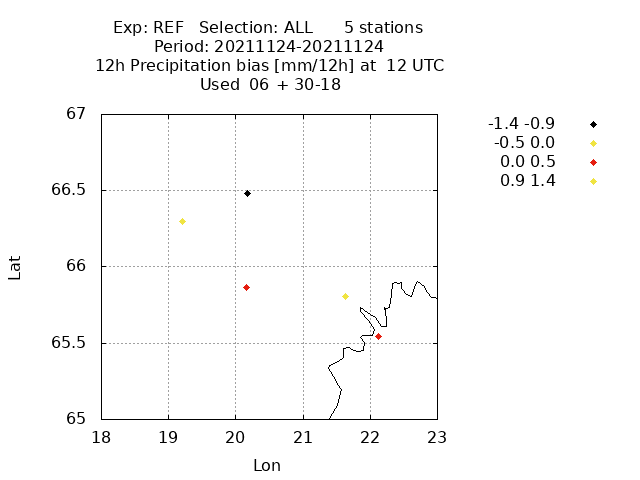 Exp: REF   Selection: ALL      5 stations
Period: 20211124-20211124
12h Precipitation bias [mm/12h] at  12 UTC
Used  06 + 30-18
-1.4 -0.9
-0.5 0.0
0.0 0.5
0.9 1.4
67
66.5
66
65.5
65
Lat
18 19 20 21 22 23
Lon